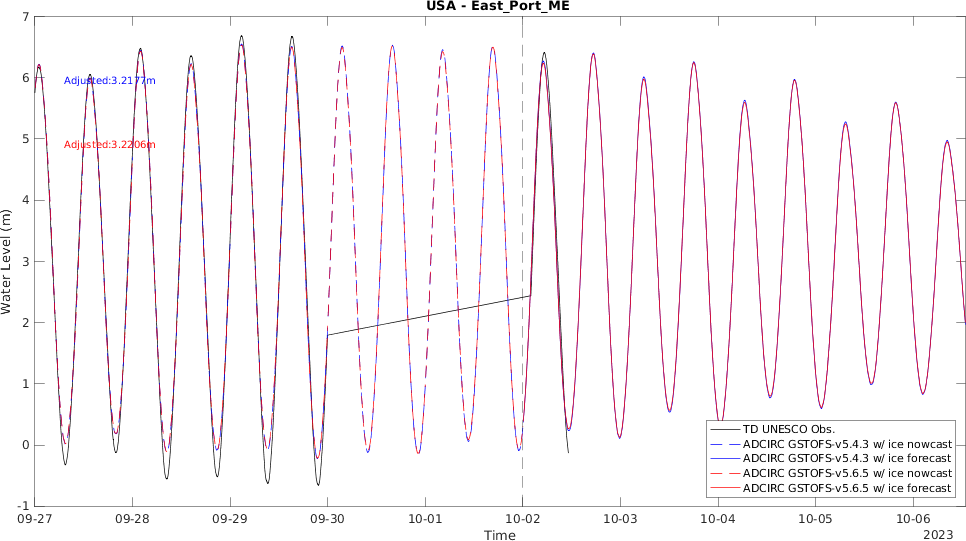 USA - East_Port_ME
7
6
5
4
3
2
1
0
-1
Water Level (m)
Adjusted:3.2177m
Adjusted:3.2206m
TD UNESCO Obs.
ADCIRC GSTOFS-v5.4.3 w/ ice nowcast
ADCIRC GSTOFS-v5.4.3 w/ ice forecast
ADCIRC GSTOFS-v5.6.5 w/ ice nowcast
ADCIRC GSTOFS-v5.6.5 w/ ice forecast
09-27 09-28 09-29 09-30 10-01 10-02 10-03 10-04 10-05 10-06
Time
2023